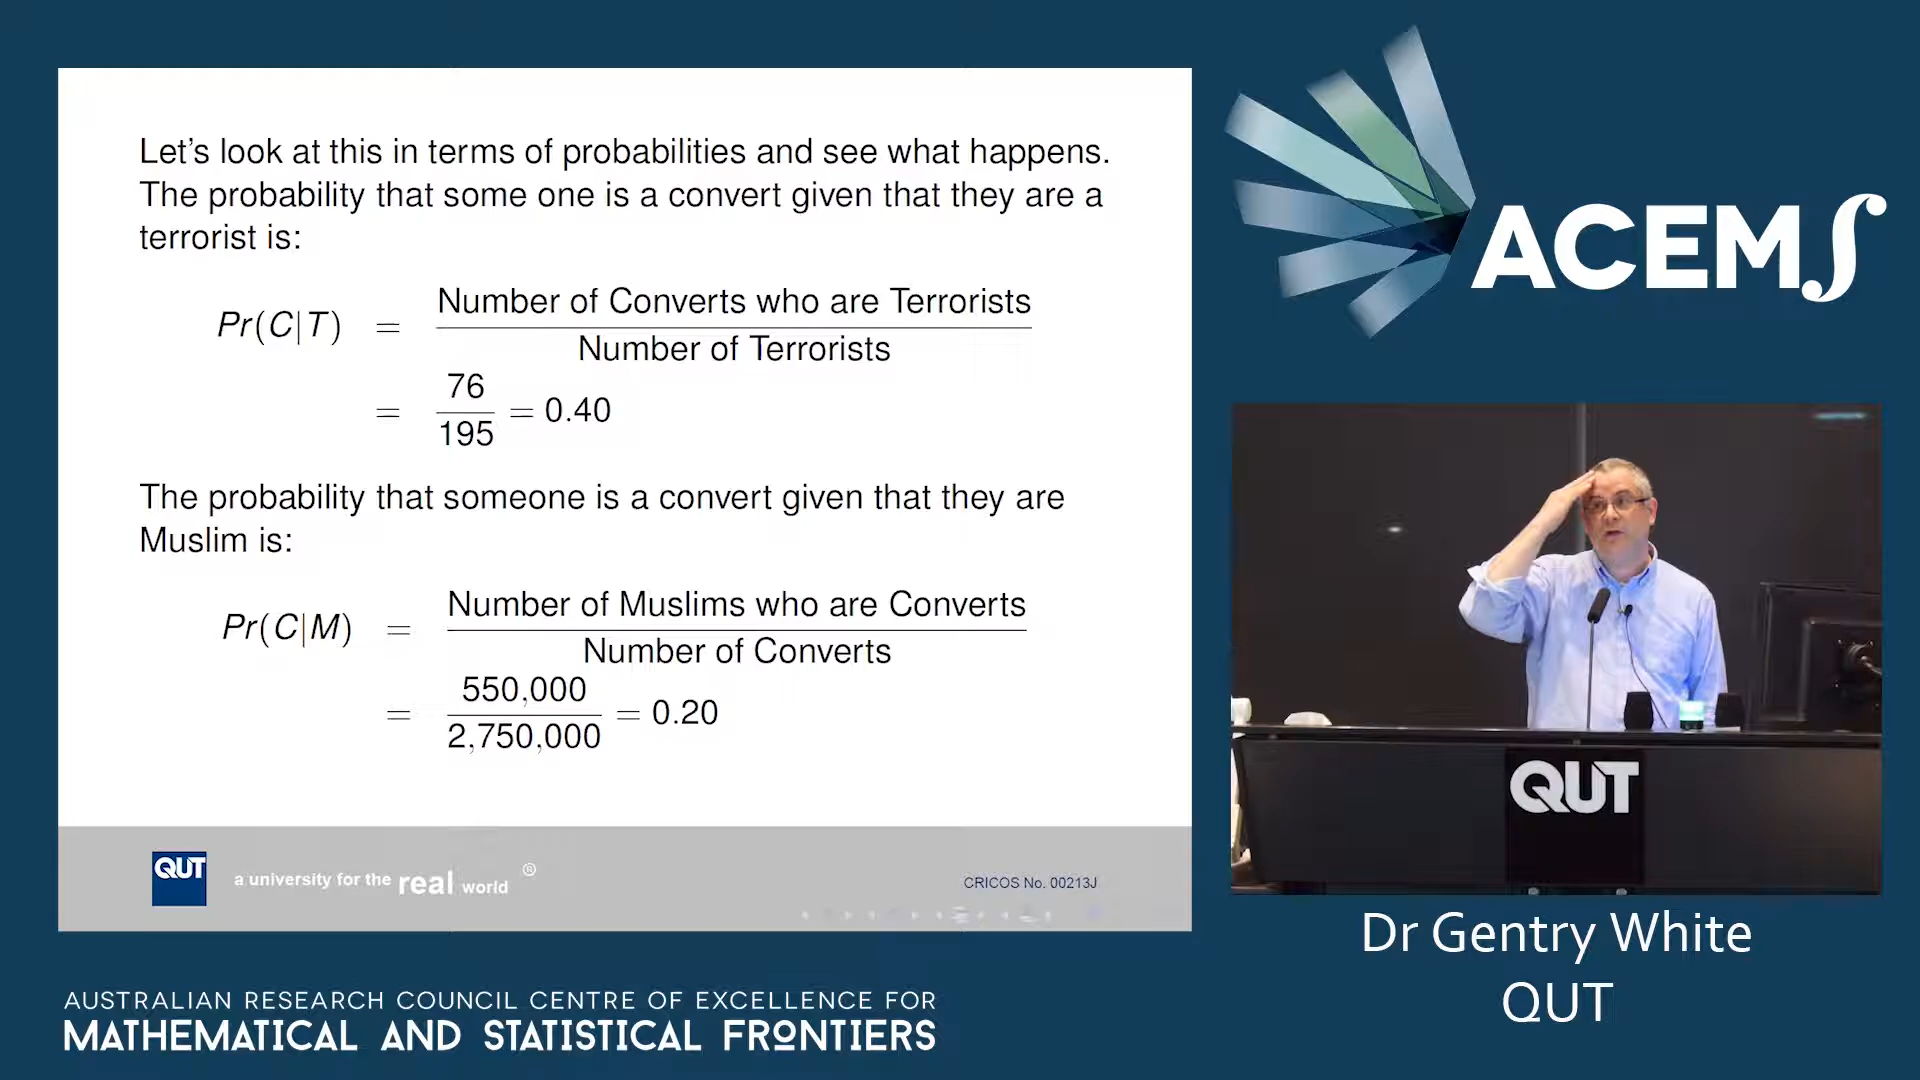 Let's look at this in terms of probabilities and see what happens.
The probability that some one is a convert given that they are a
terrorist is:
Pr(C|T) = Number of Converts who are Terrorists
Number of Terrorists
= 76
195 = 0.40
The probability that someone is a convert given that they are
Muslim is:
Pr(C|M) = Number of Muslims who are Converts
Number of Converts
= 550,000
2,750,000 = 0.20
QUT
a university for the real world ®
CRICOS No. 00213J
ACEMS
QUT
Dr Gentry White
QUT
AUSTRALIAN RESEARCH COUNCIL CENTRE OF EXCELLENCE FOR
MATHEMATICAL AND STATISTICAL FRONTIERS